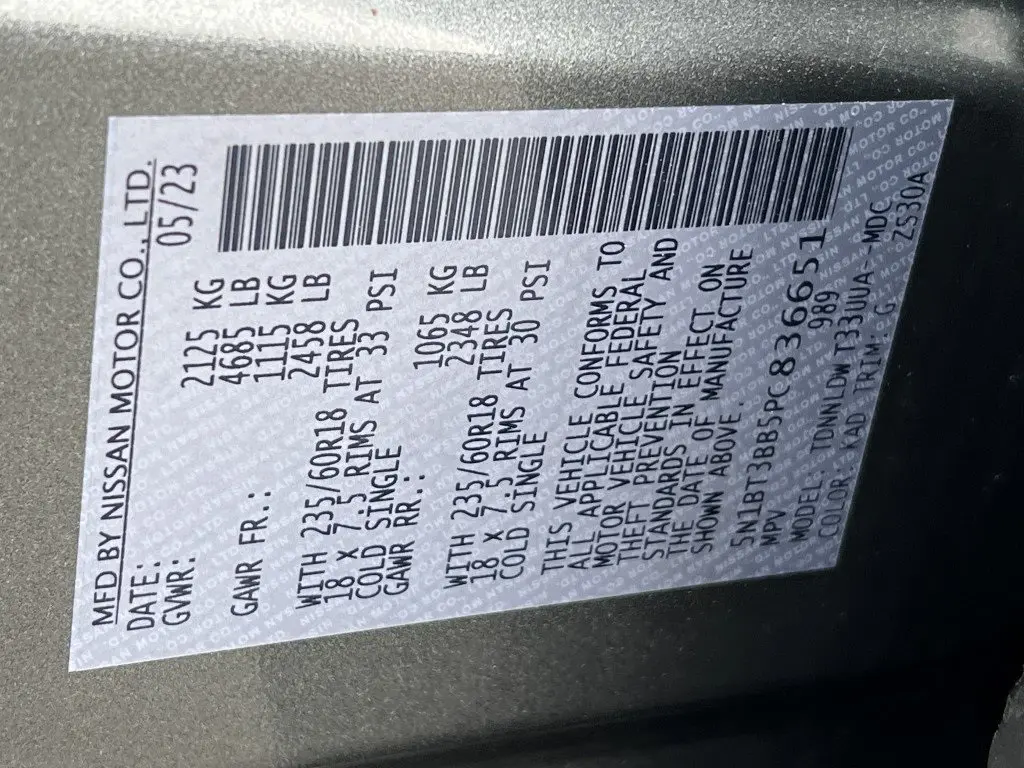 MFD BY NISSAN MOTOR CO., LTD.
DATE: 05/23
GVWR: 2125 KG
4685 LB
GAWR FR.: 1115 KG
2458 LB
WITH 235/60R18 TIRES
18 X 7.5 RIMS AT 33 PSI
COLD SINGLE
GAWR RR.: 1065 KG
2348 LB
WITH 235/60R18 TIRES
18 X 7.5 RIMS AT 30 PSI
COLD SINGLE
THIS VEHICLE CONFORMS TO
ALL APPLICABLE FEDERAL
MOTOR VEHICLE SAFETY AND
THEFT PREVENTION
STANDARDS IN EFFECT ON
THE DATE OF MANUFACTURE
SHOWN ABOVE.
5N1BT3BB5PC836651
MPV 989
MODEL: TDNNLDW T33UUA -MDC
COLOR: KAD TRIM: G ZS30A